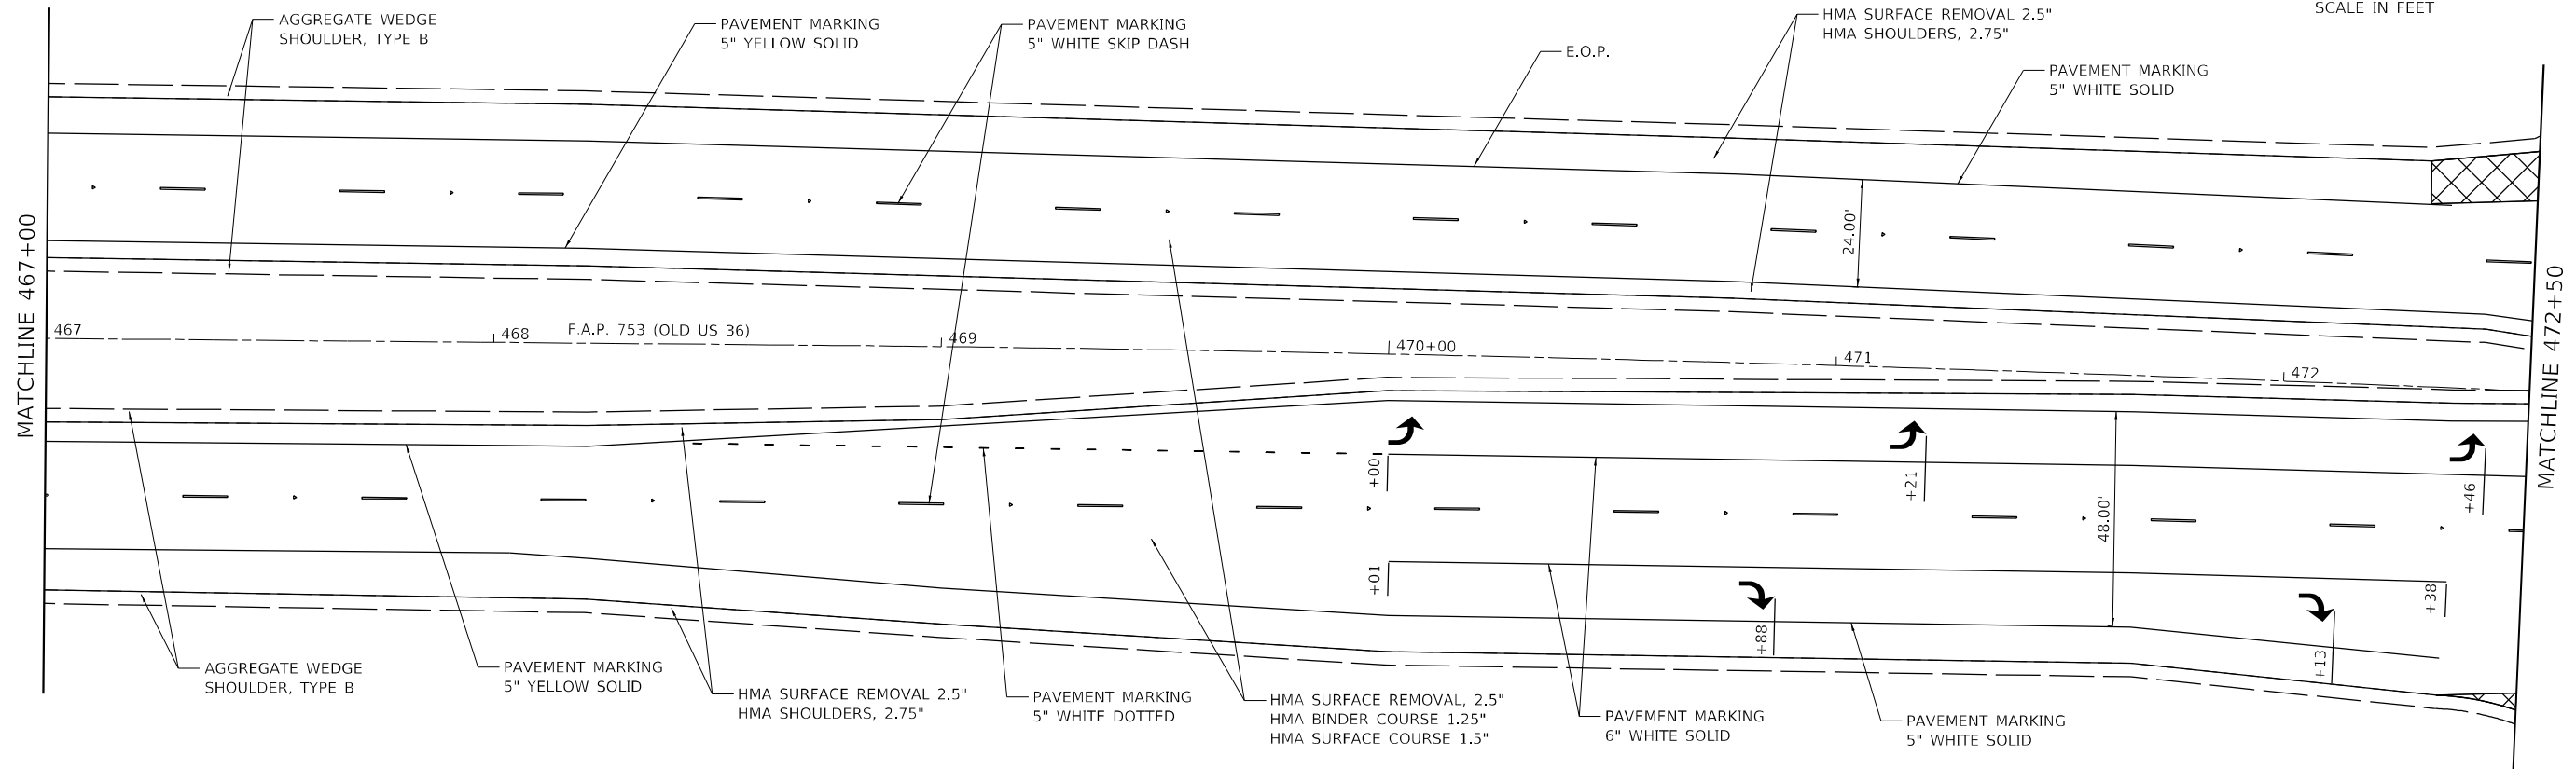 AGGREGATE WEDGE
SHOULDER, TYPE B
PAVEMENT MARKING
5" YELLOW SOLID
PAVEMENT MARKING
5" WHITE SKIP DASH
E.O.P.
HMA SURFACE REMOVAL 2.5"
HMA SHOULDERS, 2.75"
PAVEMENT MARKING
5" WHITE SOLID
SCALE IN FEET
MATCHLINE 467+00
24.00'
467
468
F.A.P. 753 (OLD US 36)
469
470+00
471
472
MATCHLINE 472+50
+00
+21
+46
48.00'
+01
+88
+13
+38
AGGREGATE WEDGE
SHOULDER, TYPE B
PAVEMENT MARKING
5" YELLOW SOLID
HMA SURFACE REMOVAL 2.5"
HMA SHOULDERS, 2.75"
PAVEMENT MARKING
5" WHITE DOTTED
HMA SURFACE REMOVAL, 2.5"
HMA BINDER COURSE 1.25"
HMA SURFACE COURSE 1.5"
PAVEMENT MARKING
6" WHITE SOLID
PAVEMENT MARKING
5" WHITE SOLID